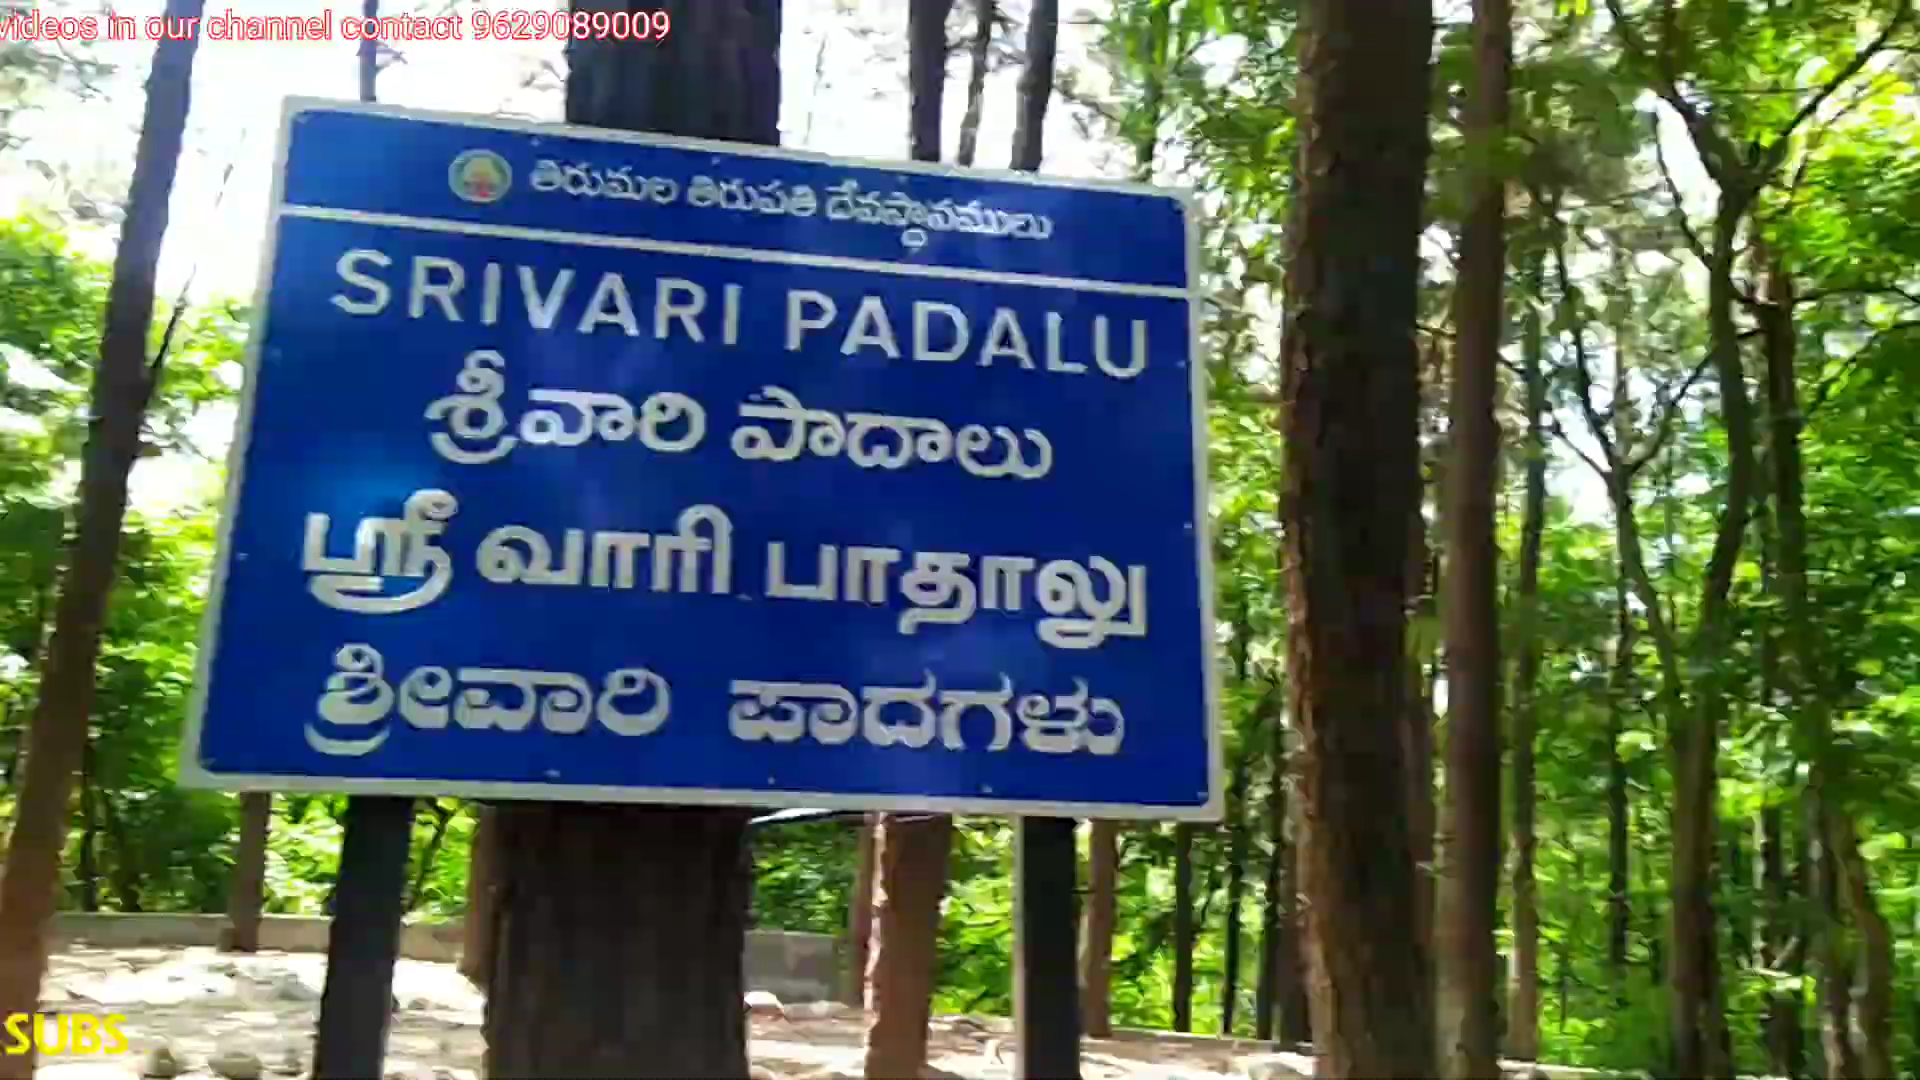 videos in our channel contact 9629089009
తిరుమల తిరుపతి దేవస్థానములు
SRIVARI PADALU
శ్రీవారి పాదాలు
ஸ்ரீ வாரி பாதாலு
ಶ್ರೀವಾರಿ ಪಾದಗಳು
SUBS